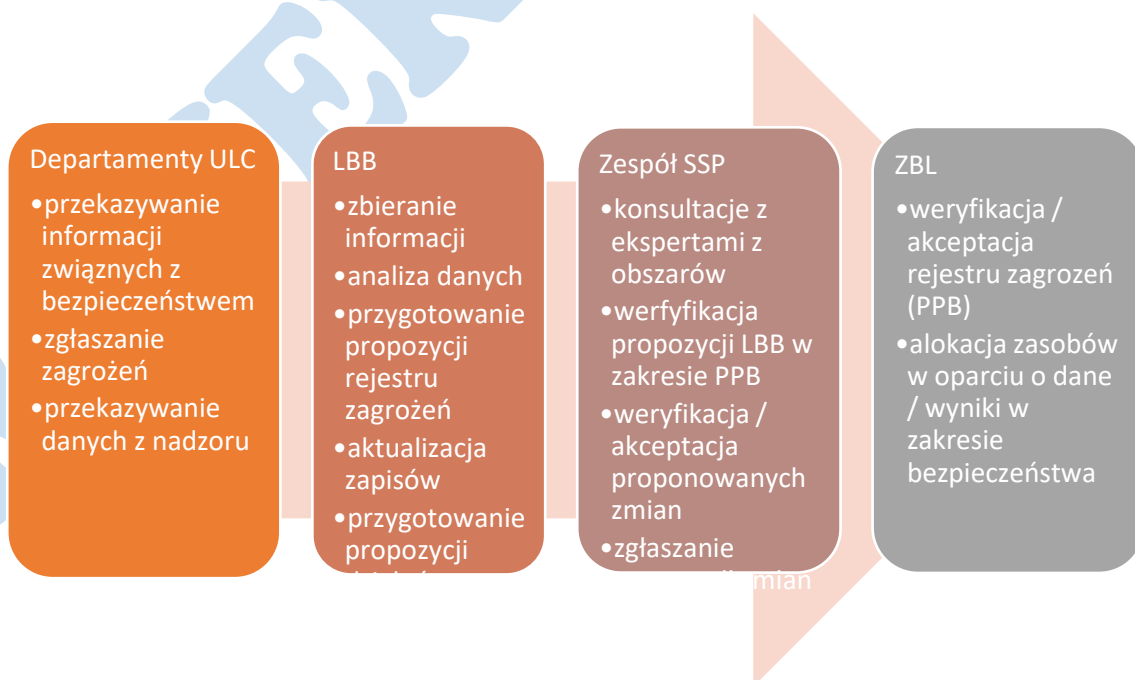 Departamenty ULC
•przekazywanie
informacji
związnych z
bezpieczeństwem
•zgłaszanie
zagrożeń
•przekazywanie
danych z nadzoru
LBB
•zbieranie
informacji
•analiza danych
•przygotowanie
propozycji
rejestru
zagrożeń
•aktualizacja
zapisów
•przygotowanie
propozycji
Zespół SSP
•konsultacje z
ekspertami z
obszarów
•werfyfikacja
propozycji LBB w
zakresie PPB
•weryfikacja /
akceptacja
proponowanych
zmian
•zgłaszanie
ZBL
•weryfikacja /
akceptacja
rejestru zagrozeń
(PPB)
•alokacja zasobów
w oparciu o dane
/ wyniki w
zakresie
bezpieczeństwa